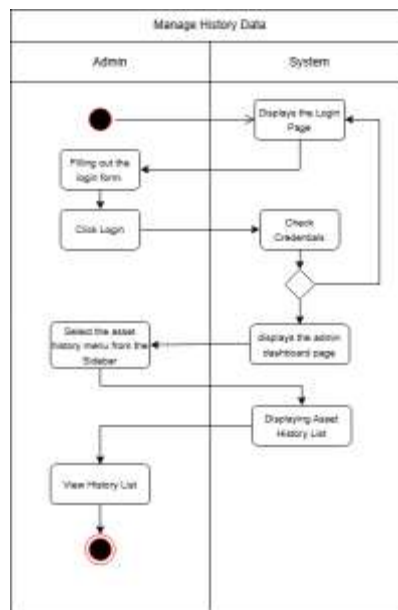 Manage History Data
Admin
System
Displays the Login
Page
Filling out the
login form
Click Login
Check
Credentials
Select the asset
history menu from the
Sidebar
displays the admin
dashboard page
Displaying Asset
History List
View History List